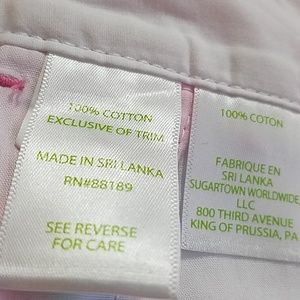 100% COTTON
EXCLUSIVE OF TRIM
MADE IN SRI LANKA
RN#88189
SEE REVERSE
FOR CARE
100% COTON
FABRIQUE EN
SRI LANKA
SUGARTOWN WORLDWIDE,
LLC
800 THIRD AVENUE
KING OF PRUSSIA, PA